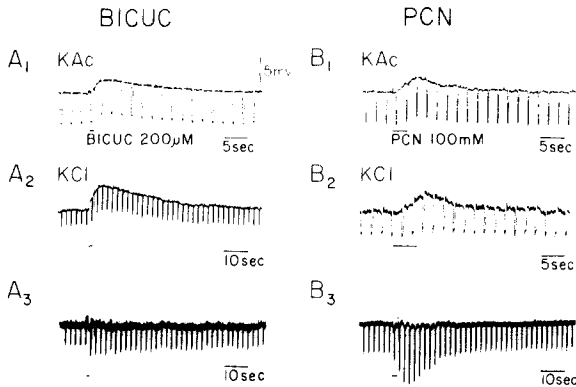 BICUC PCN
A1 KAc 5mv B1 KAc
BICUC 200μM 5sec PCN 100mM 5sec
A2 KCl B2 KCl
10sec 5sec
A3 B3
10sec 10sec